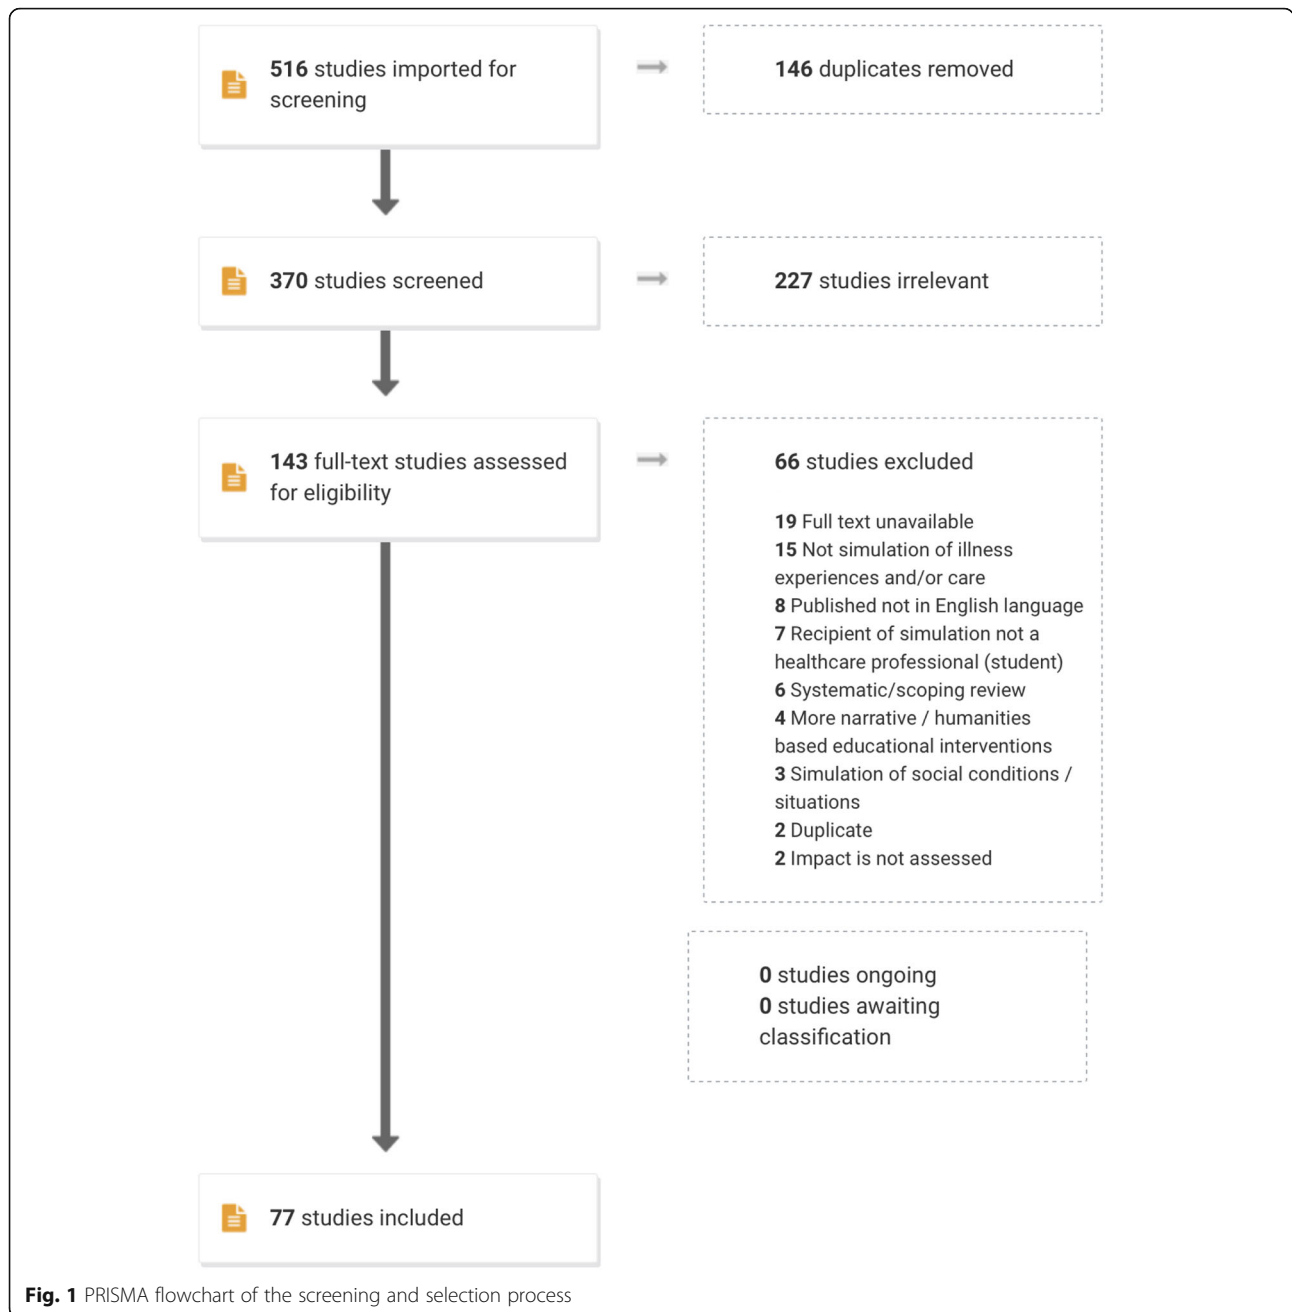 516 studies imported for
screening
146 duplicates removed
370 studies screened
227 studies irrelevant
143 full-text studies assessed
for eligibility
66 studies excluded
19 Full text unavailable
15 Not simulation of illness
experiences and/or care
8 Published not in English language
7 Recipient of simulation not a
healthcare professional (student)
6 Systematic/scoping review
4 More narrative / humanities
based educational interventions
3 Simulation of social conditions /
situations
2 Duplicate
2 Impact is not assessed
0 studies ongoing
0 studies awaiting
classification
77 studies included
Fig. 1 PRISMA flowchart of the screening and selection process